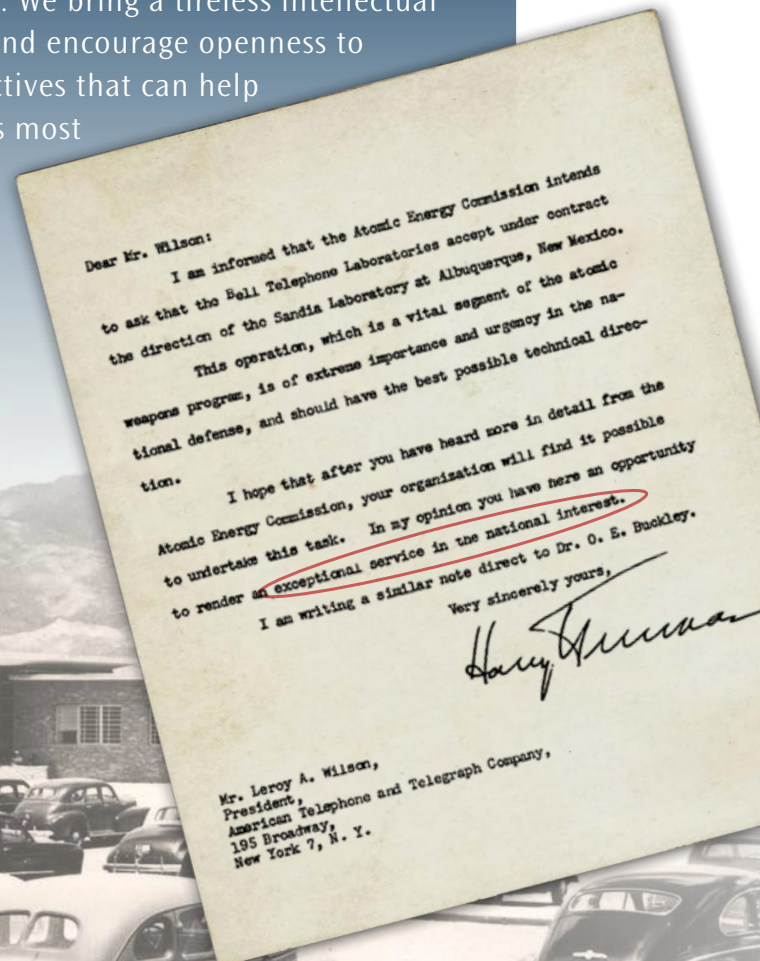 . We bring a tireless intellectual
nd encourage openness to
ctives that can help
s most
Dear Mr. Wilson:
I am informed that the Atomic Energy Commission intends
to ask that the Bell Telephone Laboratories accept under contract
the direction of the Sandia Laboratory at Albuquerque, New Mexico.
This operation, which is a vital segment of the atomic
weapons program, is of extreme importance and urgency in the na-
tional defense, and should have the best possible technical direc-
tion.
I hope that after you have heard more in detail from the
Atomic Energy Commission, your organization will find it possible
to undertake this task. In my opinion you have here an opportunity
to render an exceptional service in the national interest.
I am writing a similar note direct to Dr. O. E. Buckley.
Very sincerely yours,
Harry Truman
Mr. Leroy A. Wilson,
President,
American Telephone and Telegraph Company,
195 Broadway,
New York 7, N. Y.